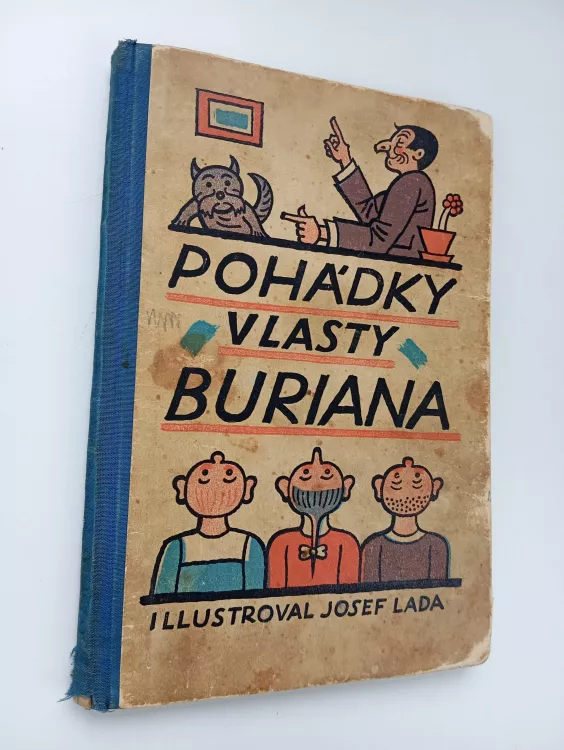 POHÁDKY
VLASTY
BURIANA
ILLUSTROVAL JOSEF LADA